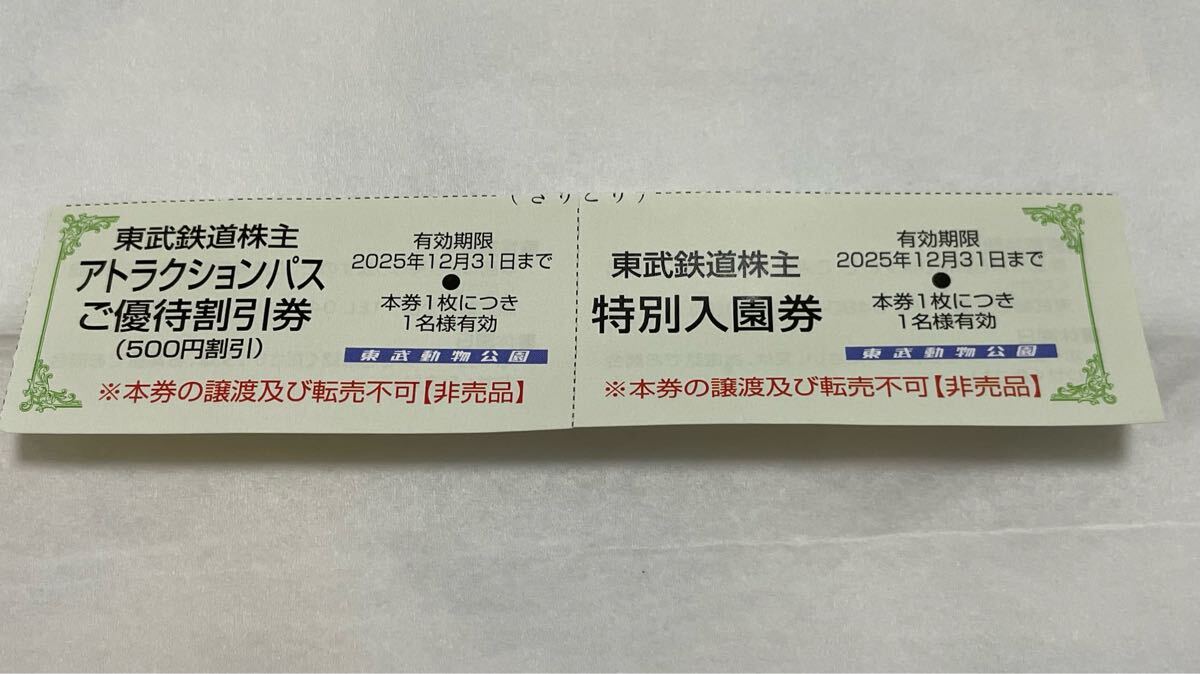 (きりとり)
東武鉄道株主
アトラクションパス
ご優待割引券
(500円割引)
有効期限
2025年12月31日まで
本券1枚につき
1名様有効
東武動物公園
※本券の譲渡及び転売不可【非売品】
東武鉄道株主
特別入園券
有効期限
2025年12月31日まで
本券1枚につき
1名様有効
東武動物公園
※本券の譲渡及び転売不可【非売品】